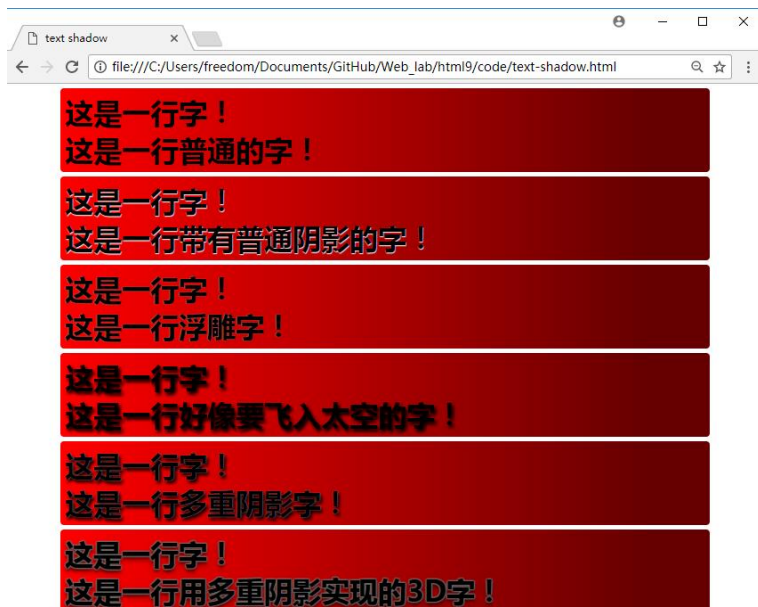 text shadow
file:///C:/Users/freedom/Documents/GitHub/Web_lab/html9/code/text-shadow.html
这是一行字！
这是一行普通的字！
这是一行字！
这是一行带有普通阴影的字！
这是一行字！
这是一行浮雕字！
这是一行字！
这是一行好像要飞入太空的字！
这是一行字！
这是一行多重阴影字！
这是一行字！
这是一行用多重阴影实现的3D字！